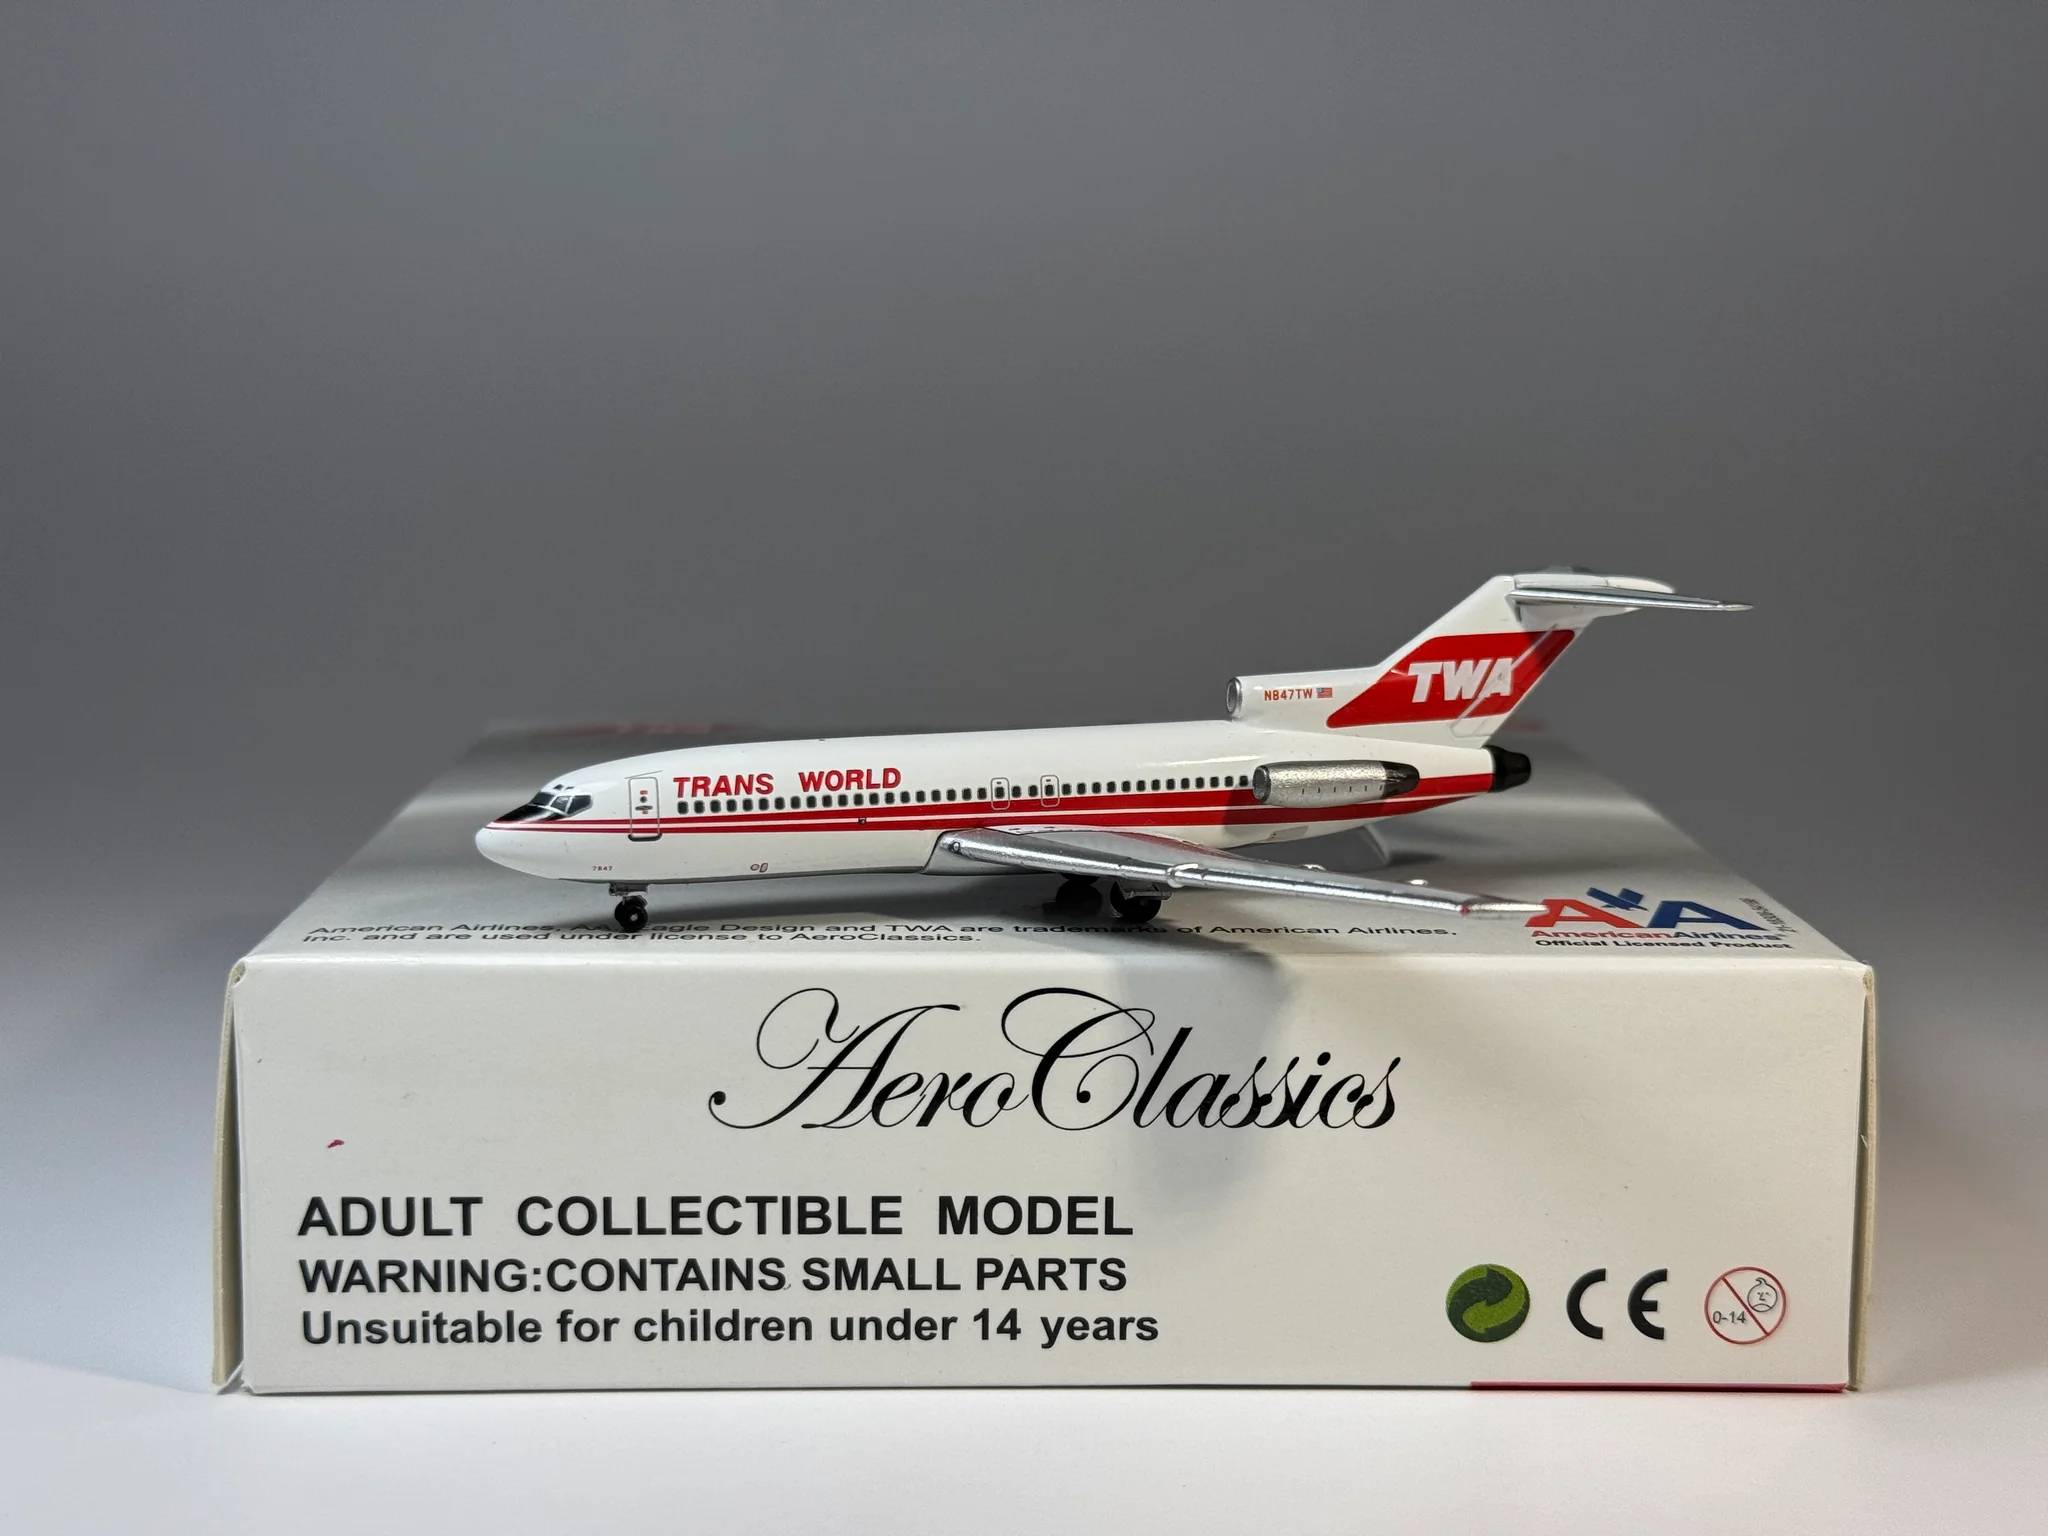 TWA
N847TW
TRANS WORLD
7847
American Airlines, AA Eagle Design and TWA are trademarks of American Airlines,
Inc. and are used under license to AeroClassics.
AA
AmericanAirlines
Official Licensed Product
AeroClassics
ADULT COLLECTIBLE MODEL
WARNING:CONTAINS SMALL PARTS
Unsuitable for children under 14 years
CE
0-14